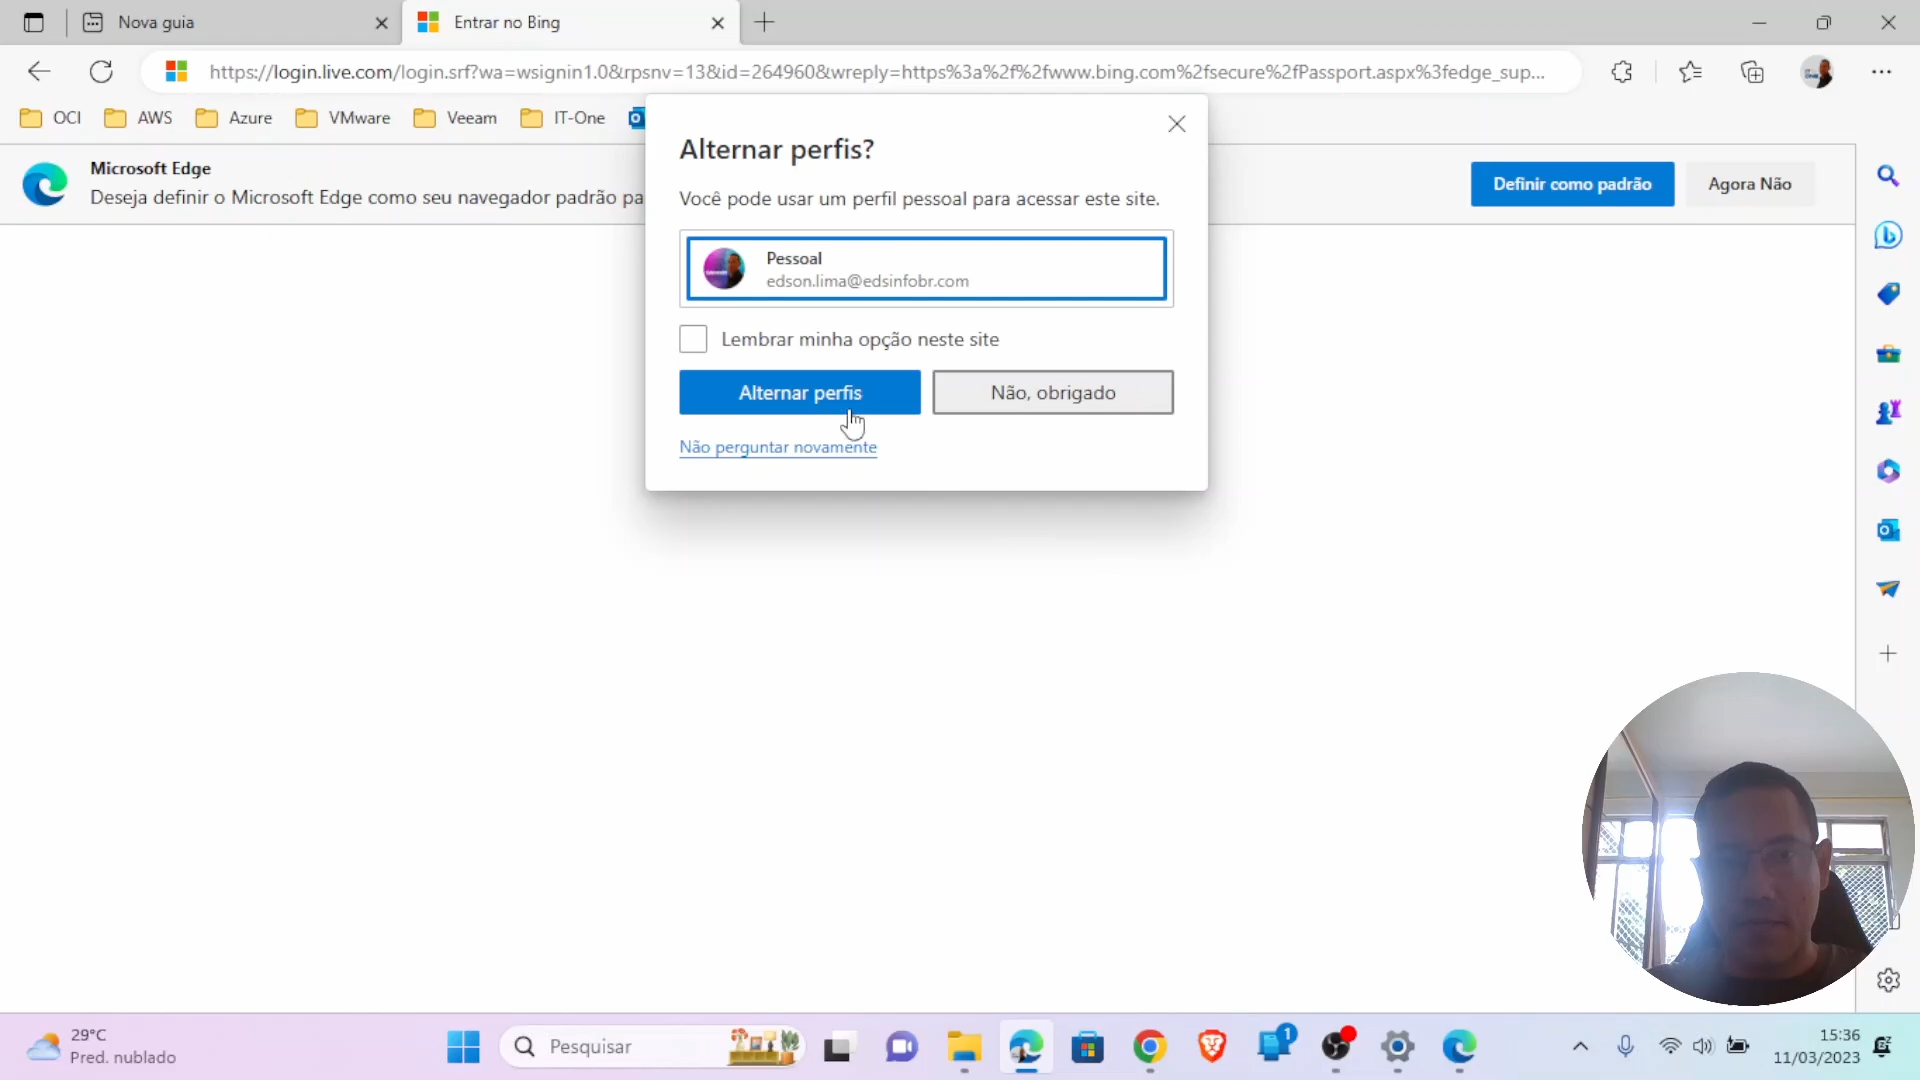 Nova guia
Entrar no Bing
https://login.live.com/login.srf?wa=wsignin1.0&rpsnv=13&id=264960&wreply=https%3a%2f%2fwww.bing.com%2fsecure%2fPassport.aspx%3fedge_sup...
OCI
AWS
Azure
VMware
Veeam
IT-One
Microsoft Edge
Deseja definir o Microsoft Edge como seu navegador padrão pa
Definir como padrão
Agora Não
Alternar perfis?
Você pode usar um perfil pessoal para acessar este site.
Pessoal
edson.lima@edsinfobr.com
Lembrar minha opção neste site
Alternar perfis
Não, obrigado
Não perguntar novamente
29°C
Pred. nublado
Pesquisar
1
15:36
11/03/2023